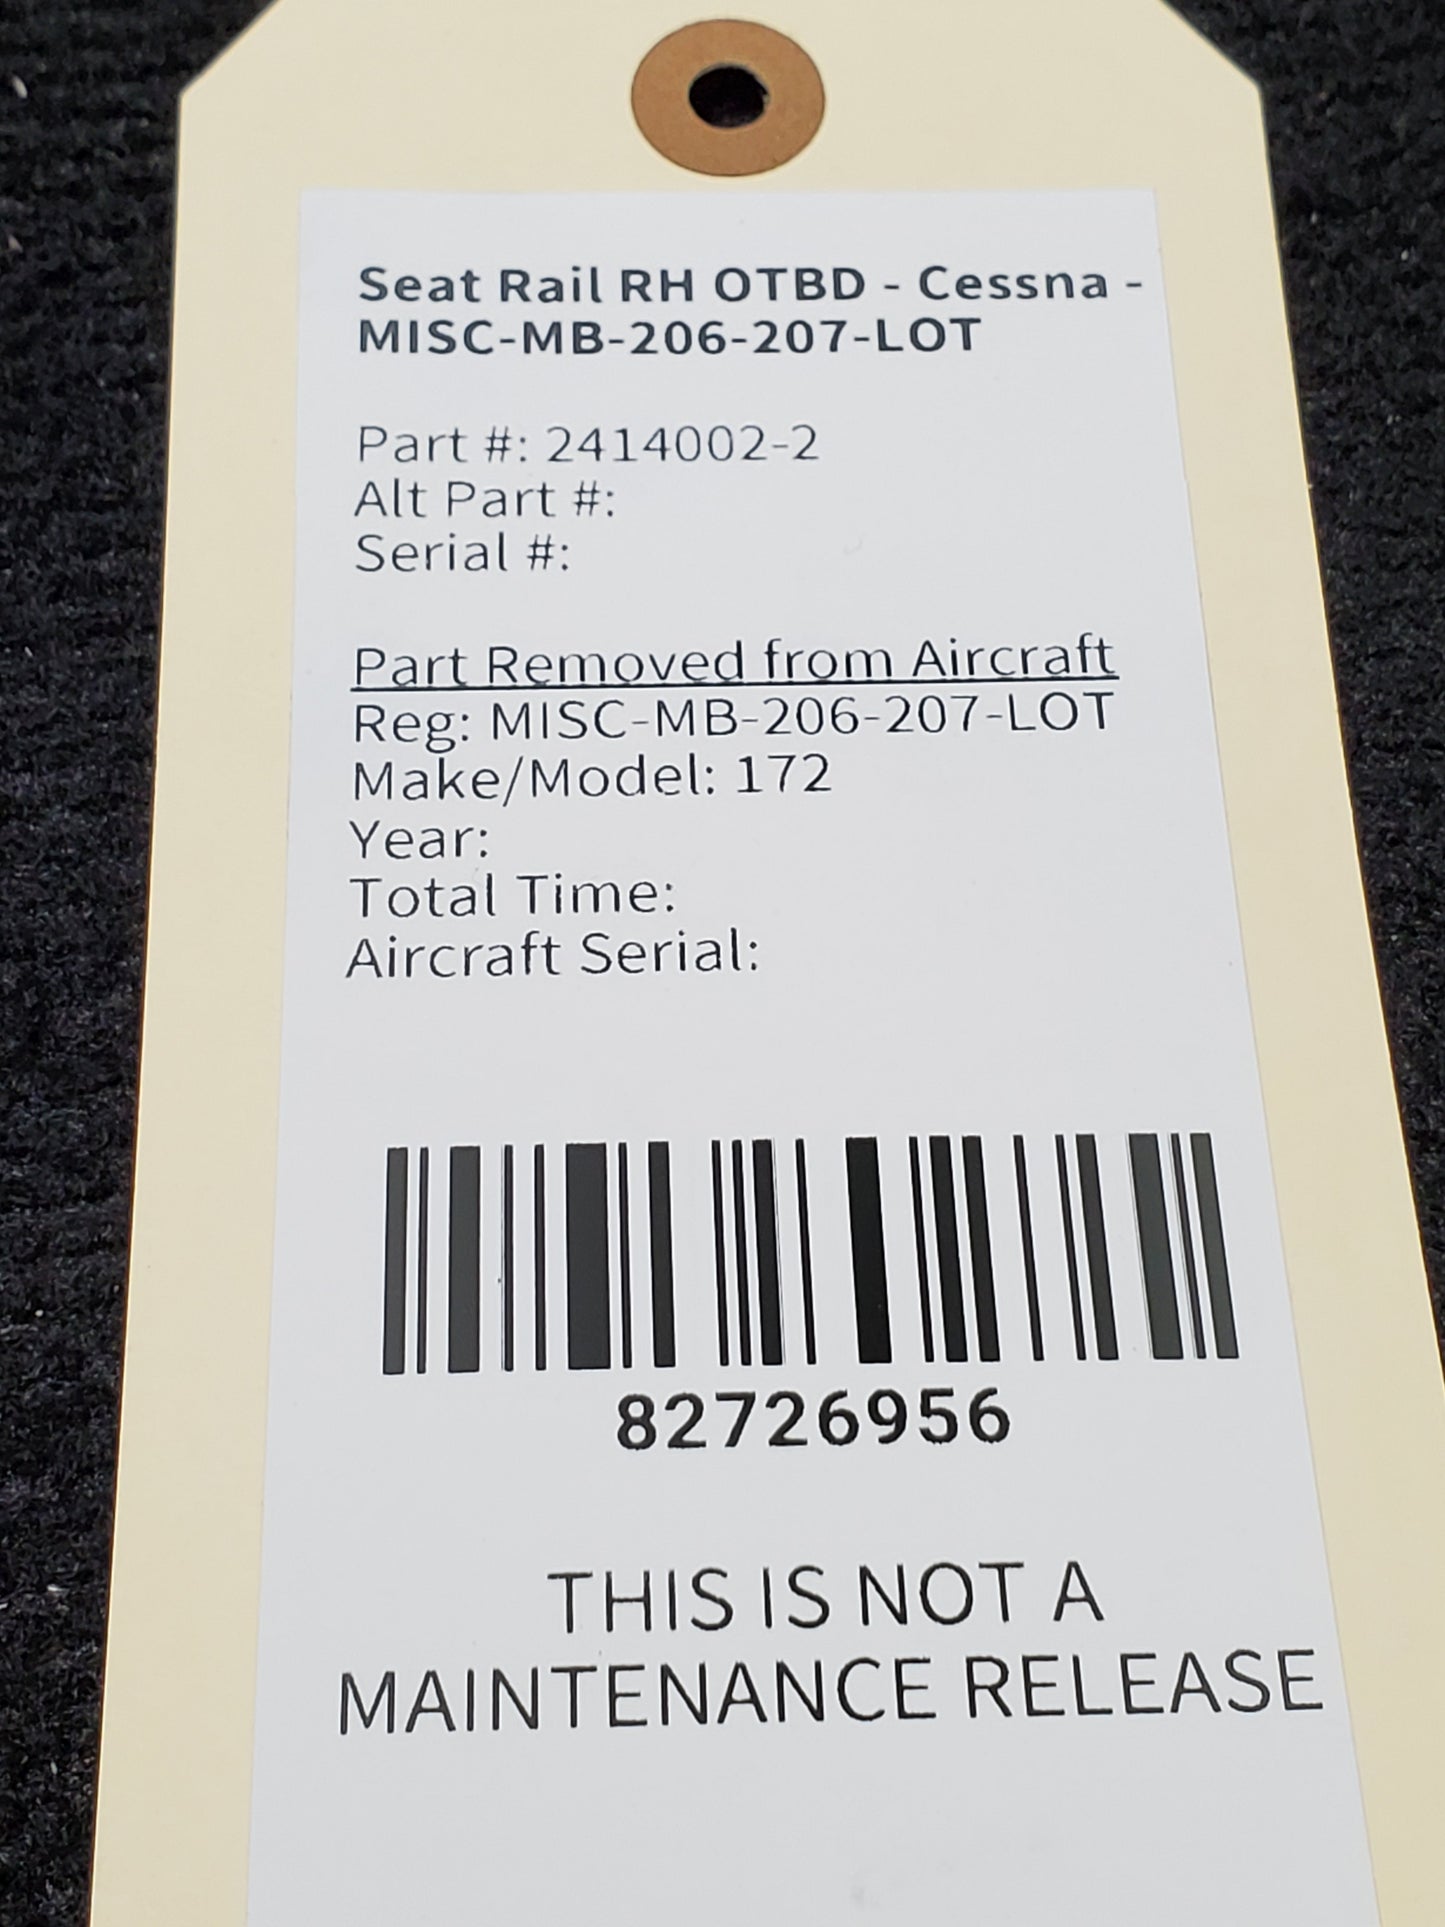 Seat Rail RH OTBD - Cessna -
MISC-MB-206-207-LOT
Part #: 2414002-2
Alt Part #:
Serial #:
Part Removed from Aircraft
Reg: MISC-MB-206-207-LOT
Make/Model: 172
Year:
Total Time:
Aircraft Serial:
82726956
THIS IS NOT A
MAINTENANCE RELEASE